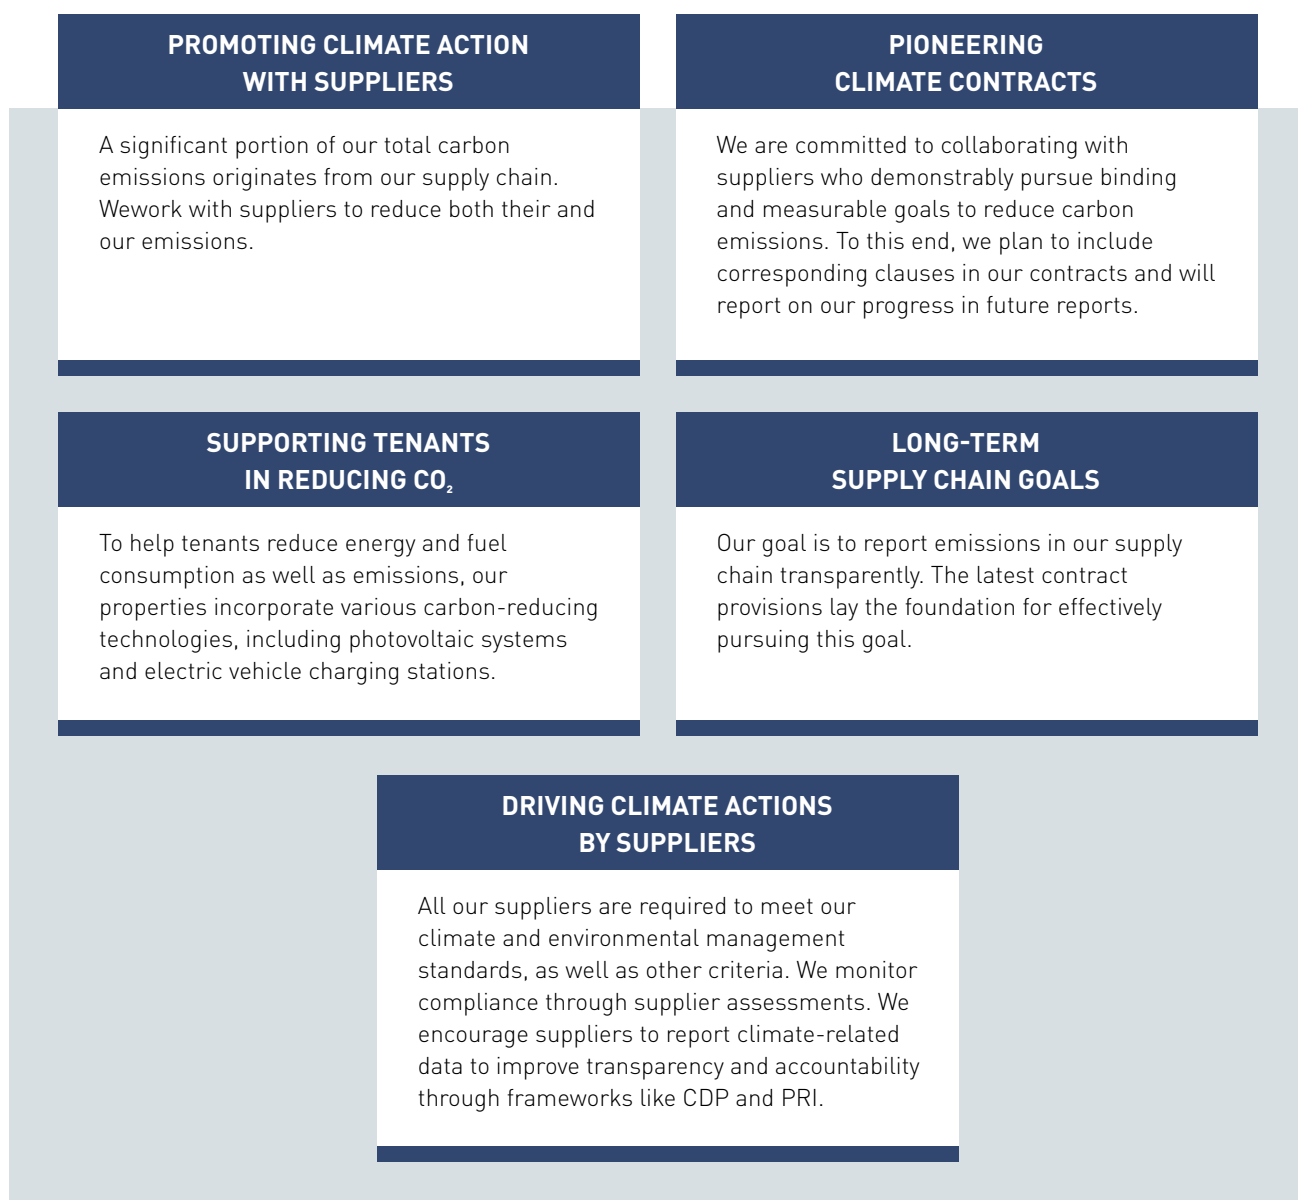 PROMOTING CLIMATE ACTION
WITH SUPPLIERS
A significant portion of our total carbon
emissions originates from our supply chain.
Wework with suppliers to reduce both their and
our emissions.
PIONEERING
CLIMATE CONTRACTS
We are committed to collaborating with
suppliers who demonstrably pursue binding
and measurable goals to reduce carbon
emissions. To this end, we plan to include
corresponding clauses in our contracts and will
report on our progress in future reports.
SUPPORTING TENANTS
IN REDUCING CO₂
To help tenants reduce energy and fuel
consumption as well as emissions, our
properties incorporate various carbon-reducing
technologies, including photovoltaic systems
and electric vehicle charging stations.
LONG-TERM
SUPPLY CHAIN GOALS
Our goal is to report emissions in our supply
chain transparently. The latest contract
provisions lay the foundation for effectively
pursuing this goal.
DRIVING CLIMATE ACTIONS
BY SUPPLIERS
All our suppliers are required to meet our
climate and environmental management
standards, as well as other criteria. We monitor
compliance through supplier assessments. We
encourage suppliers to report climate-related
data to improve transparency and accountability
through frameworks like CDP and PRI.